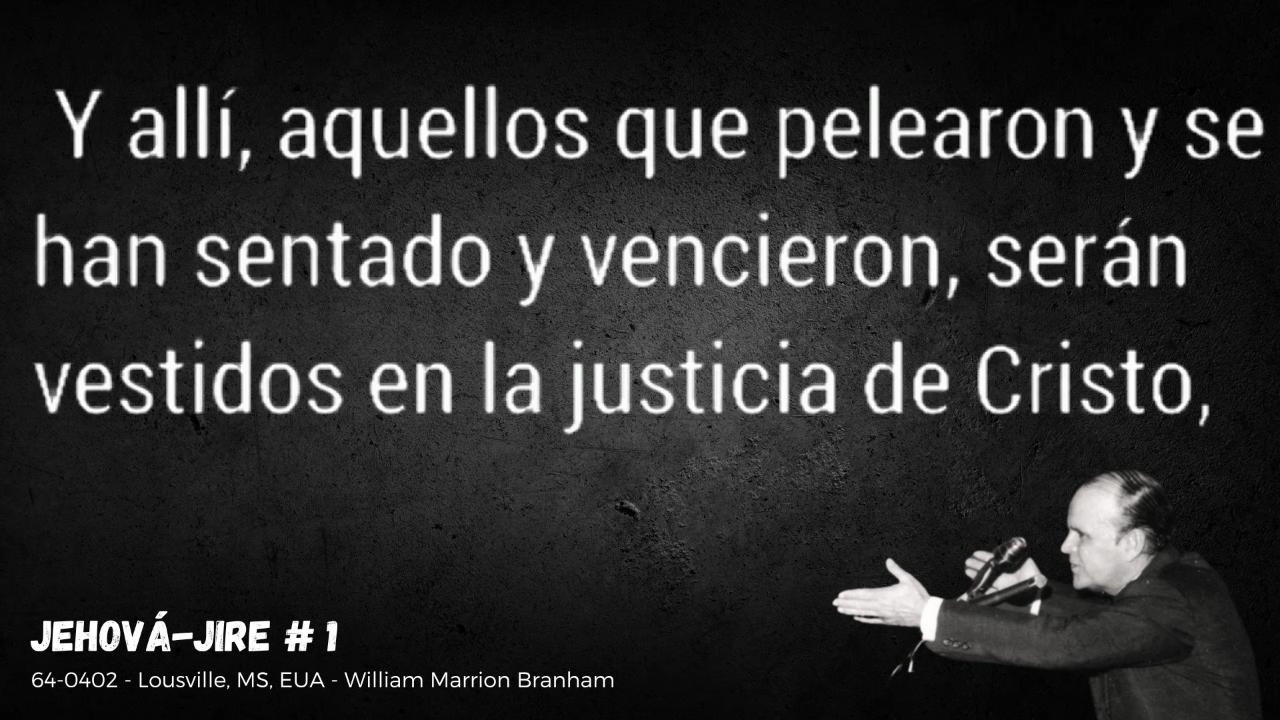 Y allí, aquellos que pelearon y se
han sentado y vencieron, serán
vestidos en la justicia de Cristo,
JEHOVÁ-JIRE # 1
64-0402 - Lousville, MS, EUA - William Marrion Branham